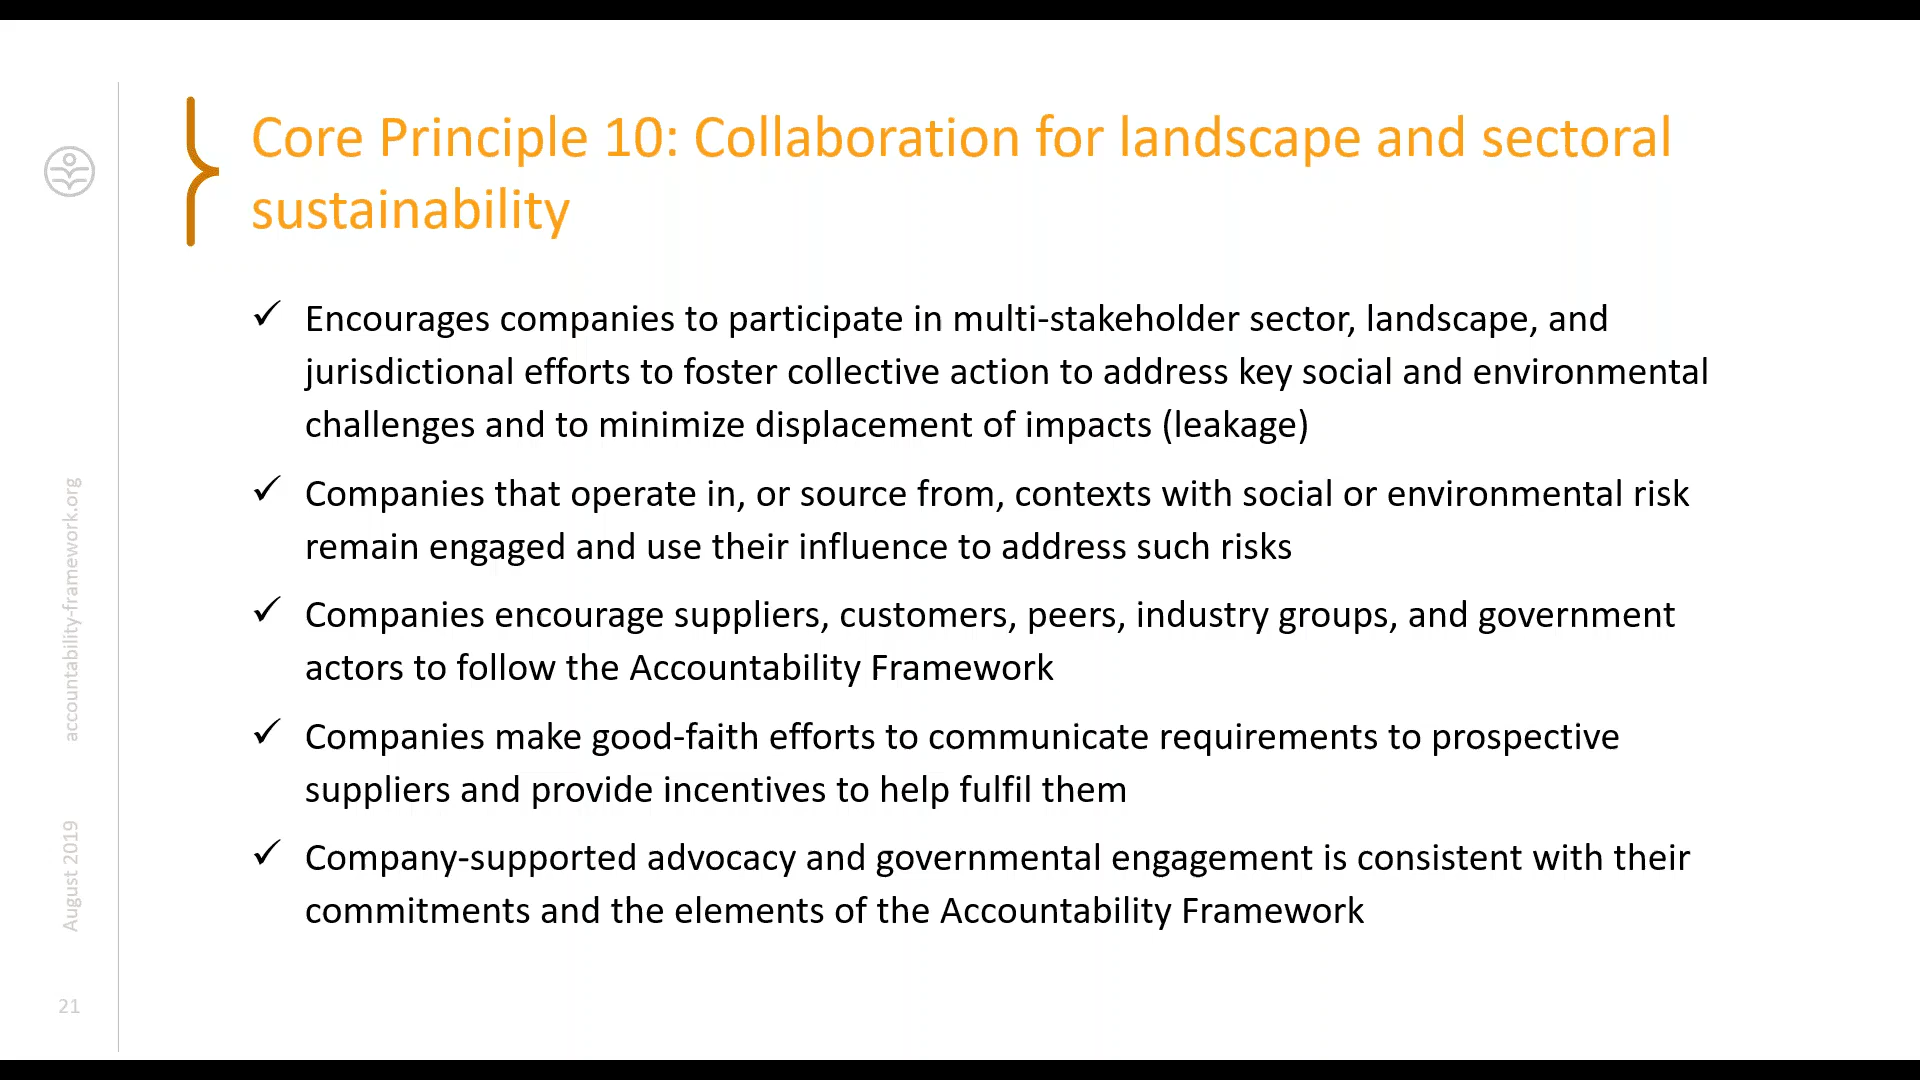 Core Principle 10: Collaboration for landscape and sectoral
sustainability
Encourages companies to participate in multi-stakeholder sector, landscape, and
jurisdictional efforts to foster collective action to address key social and environmental
challenges and to minimize displacement of impacts (leakage)
Companies that operate in, or source from, contexts with social or environmental risk
remain engaged and use their influence to address such risks
Companies encourage suppliers, customers, peers, industry groups, and government
actors to follow the Accountability Framework
Companies make good-faith efforts to communicate requirements to prospective
suppliers and provide incentives to help fulfil them
Company-supported advocacy and governmental engagement is consistent with their
commitments and the elements of the Accountability Framework
accountability-framework.org
August 2019
21